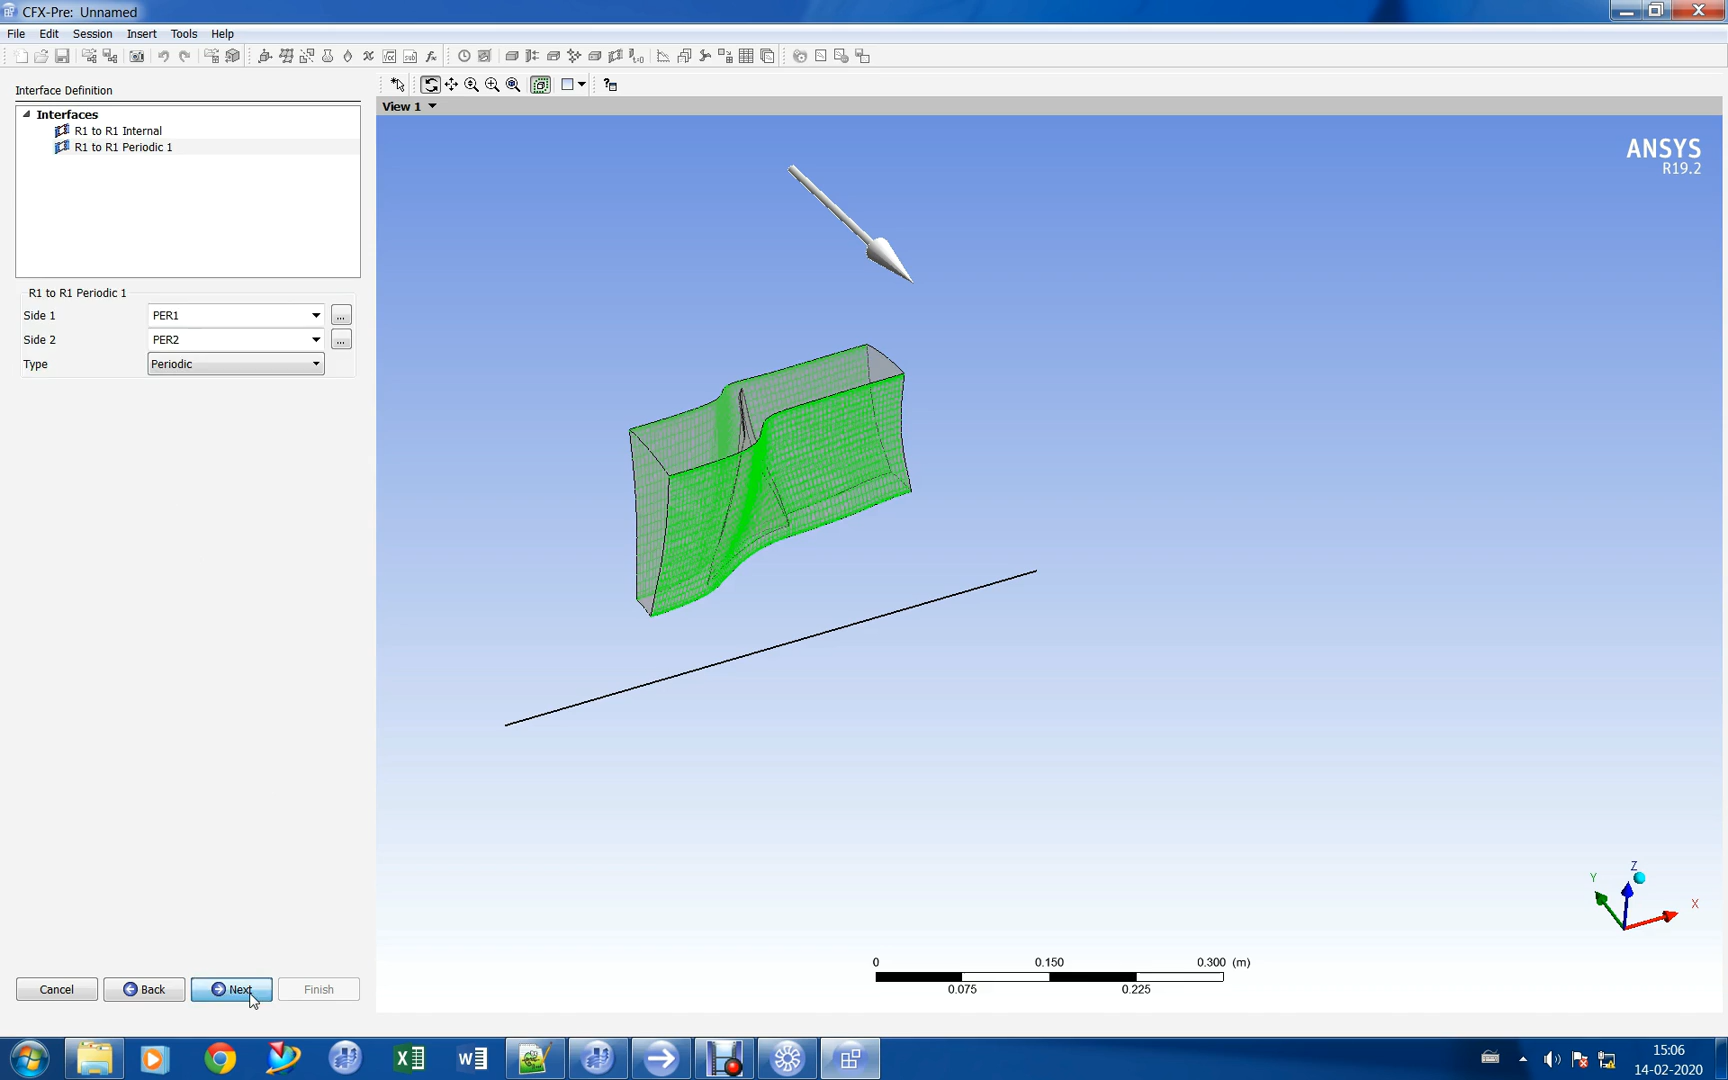 CFX-Pre: Unnamed
File Edit Session Insert Tools Help
Interface Definition
View 1
Interfaces
R1 to R1 Internal
R1 to R1 Periodic 1
ANSYS
R19.2
R1 to R1 Periodic 1
Side 1 PER1 ...
Side 2 PER2 ...
Type Periodic
Z
Y
X
0 0.150 0.300 (m)
0.075 0.225
Cancel Back Next Finish
15:06
14-02-2020